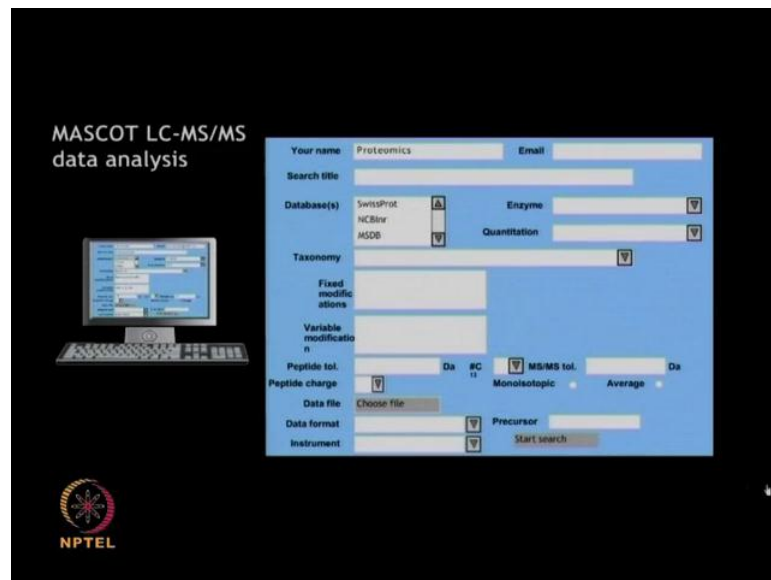 MASCOT LC-MS/MS
data analysis
Your name Proteomics Email
Search title
Database(s) SwissProt Enzyme
NCBInr
MSDB Quantitation
Taxonomy
Fixed
modific
ations
Variable
modificatio
n
Peptide tol. Da #C MS/MS tol. Da
13
Peptide charge Monoisotopic Average
Data file Choose file
Data format Precursor
Instrument Start search
NPTEL